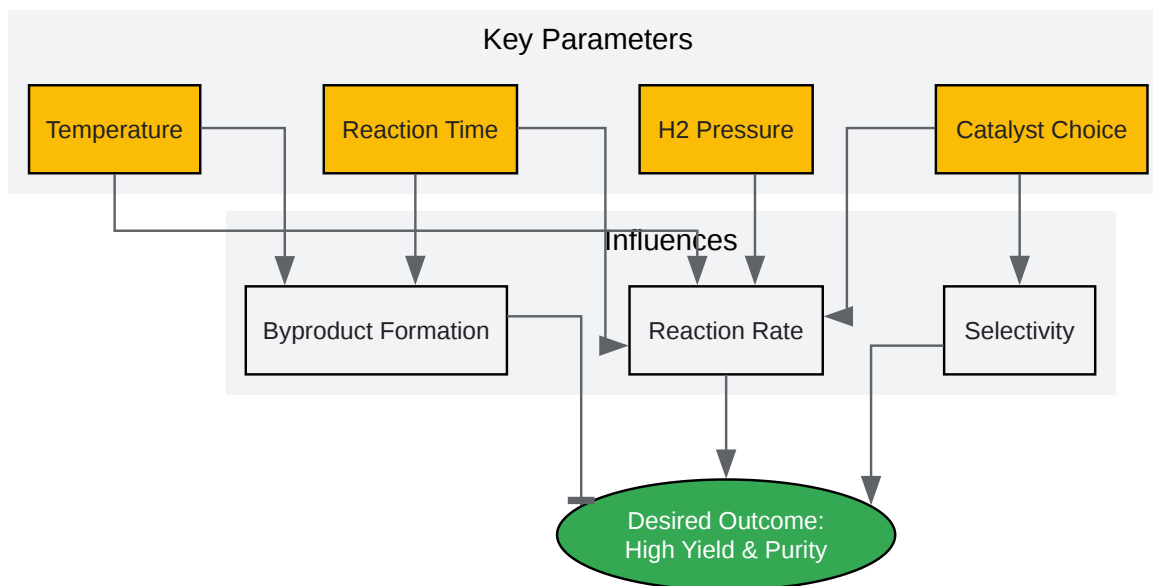 Key Parameters
Temperature
Reaction Time
H2 Pressure
Catalyst Choice
Influences
Byproduct Formation
Reaction Rate
Selectivity
Desired Outcome:
High Yield & Purity